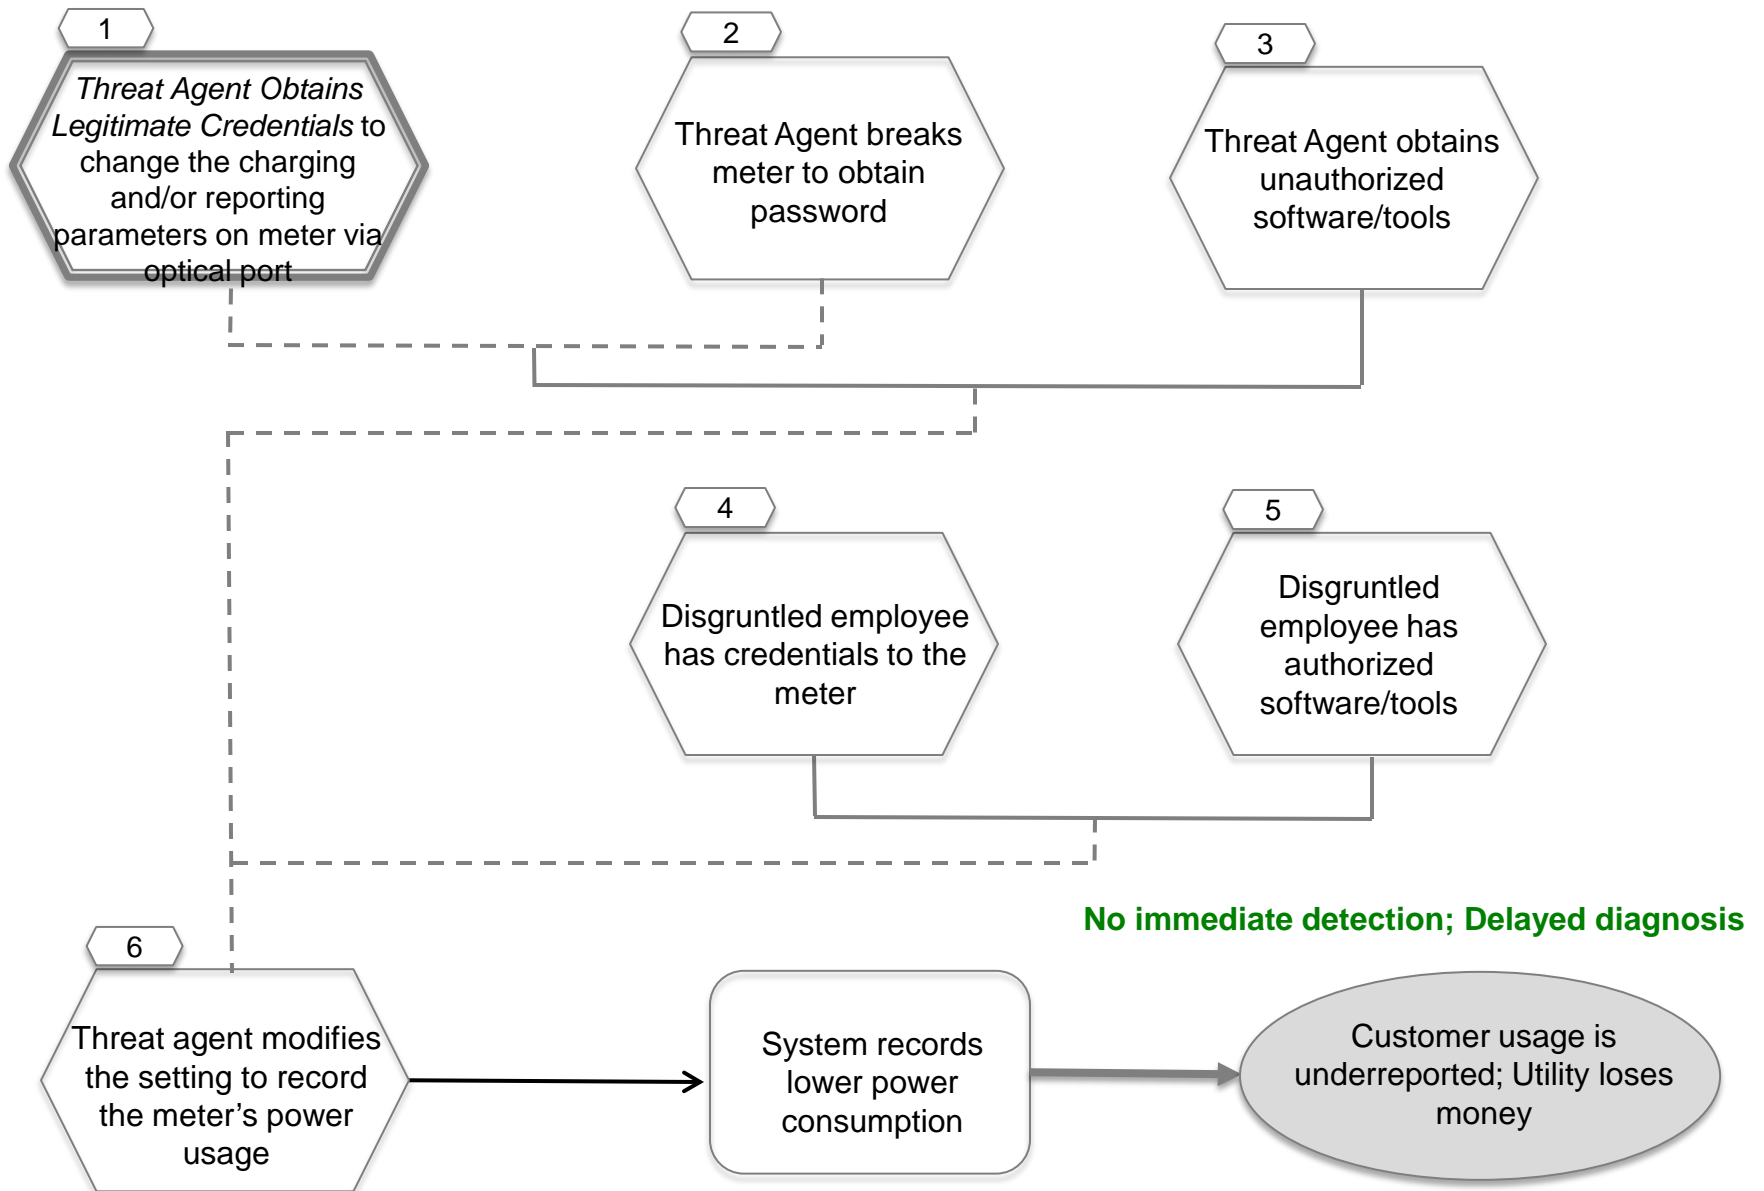 1
Threat Agent Obtains
Legitimate Credentials to
change the charging
and/or reporting
parameters on meter via
optical port
2
Threat Agent breaks
meter to obtain
password
3
Threat Agent obtains
unauthorized
software/tools
4
Disgruntled employee
has credentials to the
meter
5
Disgruntled
employee has
authorized
software/tools
No immediate detection; Delayed diagnosis
6
Threat agent modifies
the setting to record
the meter’s power
usage
System records
lower power
consumption
Customer usage is
underreported; Utility loses
money